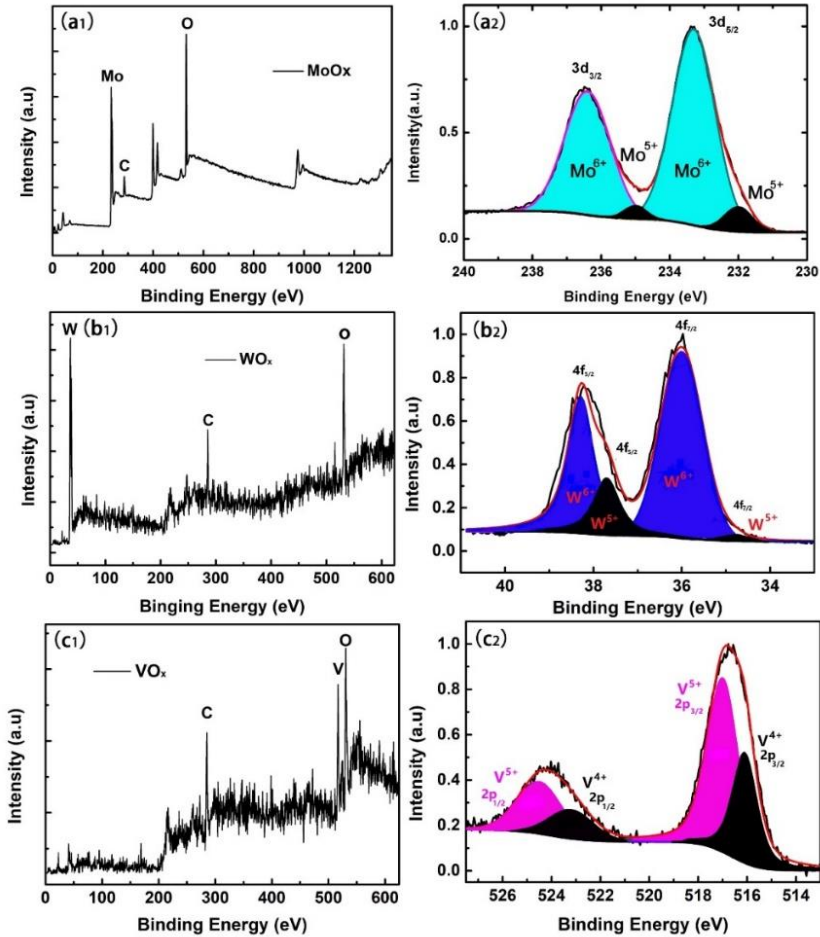 (a1)
O
Mo
MoOx
C
Intensity (a.u)
0 200 400 600 800 1000 1200
Binding Energy (eV)
(a2)
3d5/2
3d3/2
1.0
0.5
0.0
Mo5+
Mo6+
Mo6+
Mo5+
Intensity(a.u.)
240 238 236 234 232 230
Binding Energy (eV)
W (b1)
O
WOx
C
Intensity (a.u)
0 100 200 300 400 500 600
Binging Energy (eV)
(b2)
4f7/2
4f5/2
4f5/2
W6+
W6+
W5+
4f7/2
W5+
1.0
0.8
0.6
0.4
0.2
0.0
Intensity (a.u)
40 38 36 34
Binding Energy (eV)
(c1)
O
VOx
V
C
Intensity (a.u)
0 100 200 300 400 500 600
Binding Energy (eV)
(c2)
V5+
2p3/2
V4+
2p3/2
V5+
2p1/2
V4+
2p1/2
1.0
0.8
0.6
0.4
0.2
0.0
Intensity (a.u)
526 524 522 520 518 516 514
Binding Energy (eV)